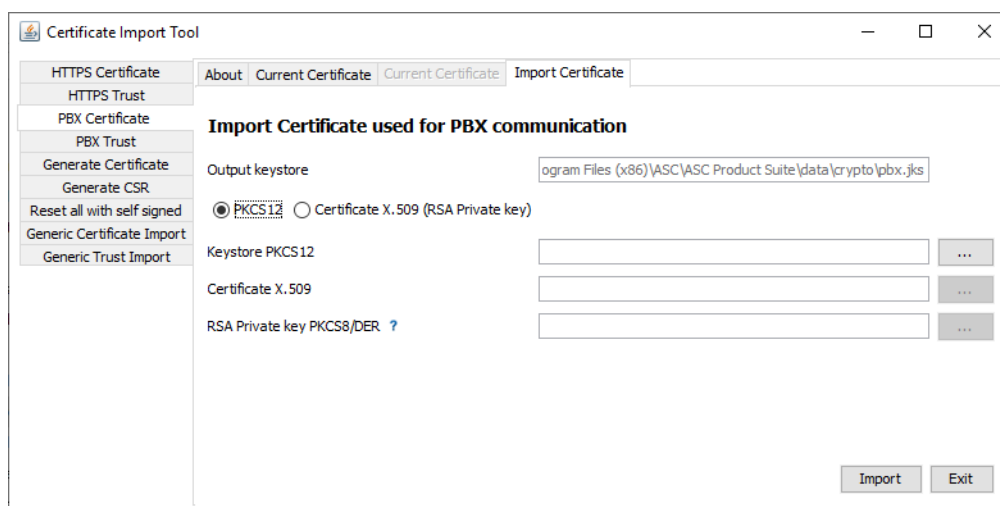 Certificate Import Tool
HTTPS Certificate
HTTPS Trust
PBX Certificate
PBX Trust
Generate Certificate
Generate CSR
Reset all with self signed
Generic Certificate Import
Generic Trust Import
About Current Certificate Current Certificate Import Certificate
Import Certificate used for PBX communication
Output keystore ogram Files (x86)\ASC\ASC Product Suite\data\crypto\pbx.jks
PKCS12 Certificate X.509 (RSA Private key)
Keystore PKCS12 ...
Certificate X.509 ...
RSA Private key PKCS8/DER ? ...
Import Exit